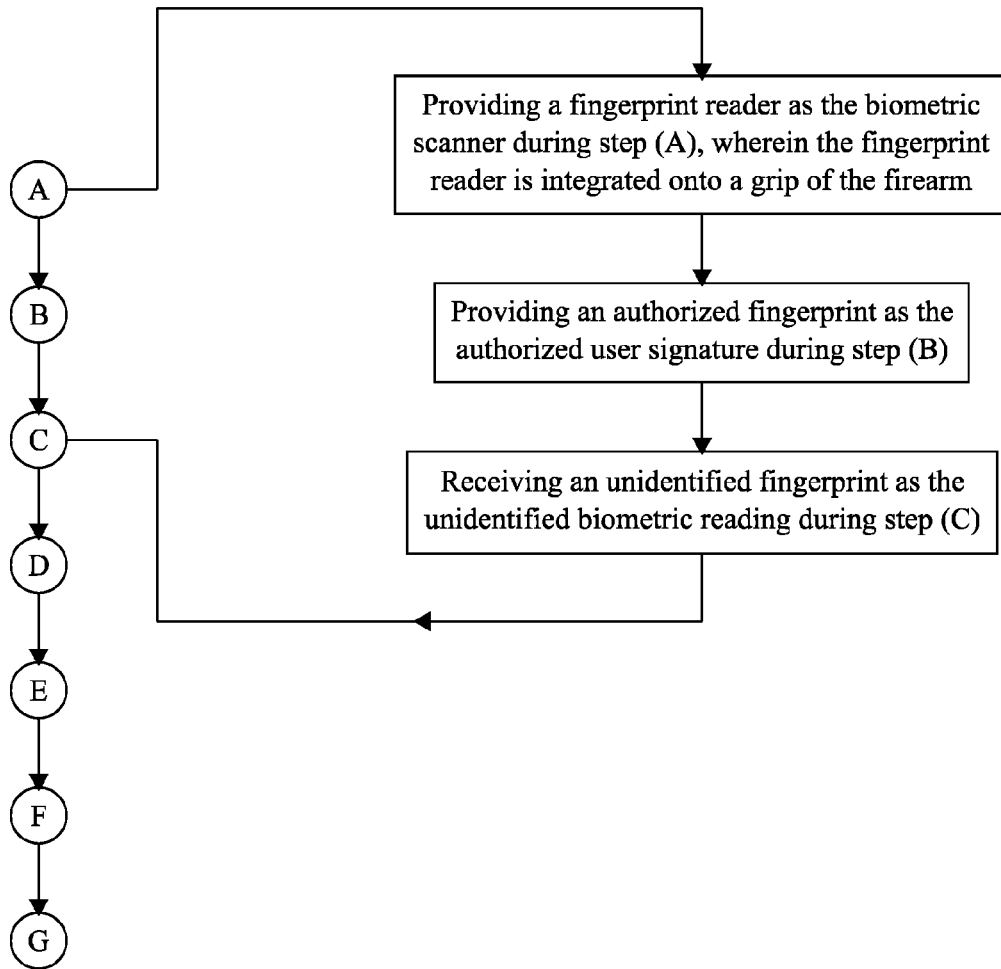 Providing a fingerprint reader as the biometric
scanner during step (A), wherein the fingerprint
reader is integrated onto a grip of the firearm
A
B
Providing an authorized fingerprint as the
authorized user signature during step (B)
C
Receiving an unidentified fingerprint as the
unidentified biometric reading during step (C)
D
E
F
G